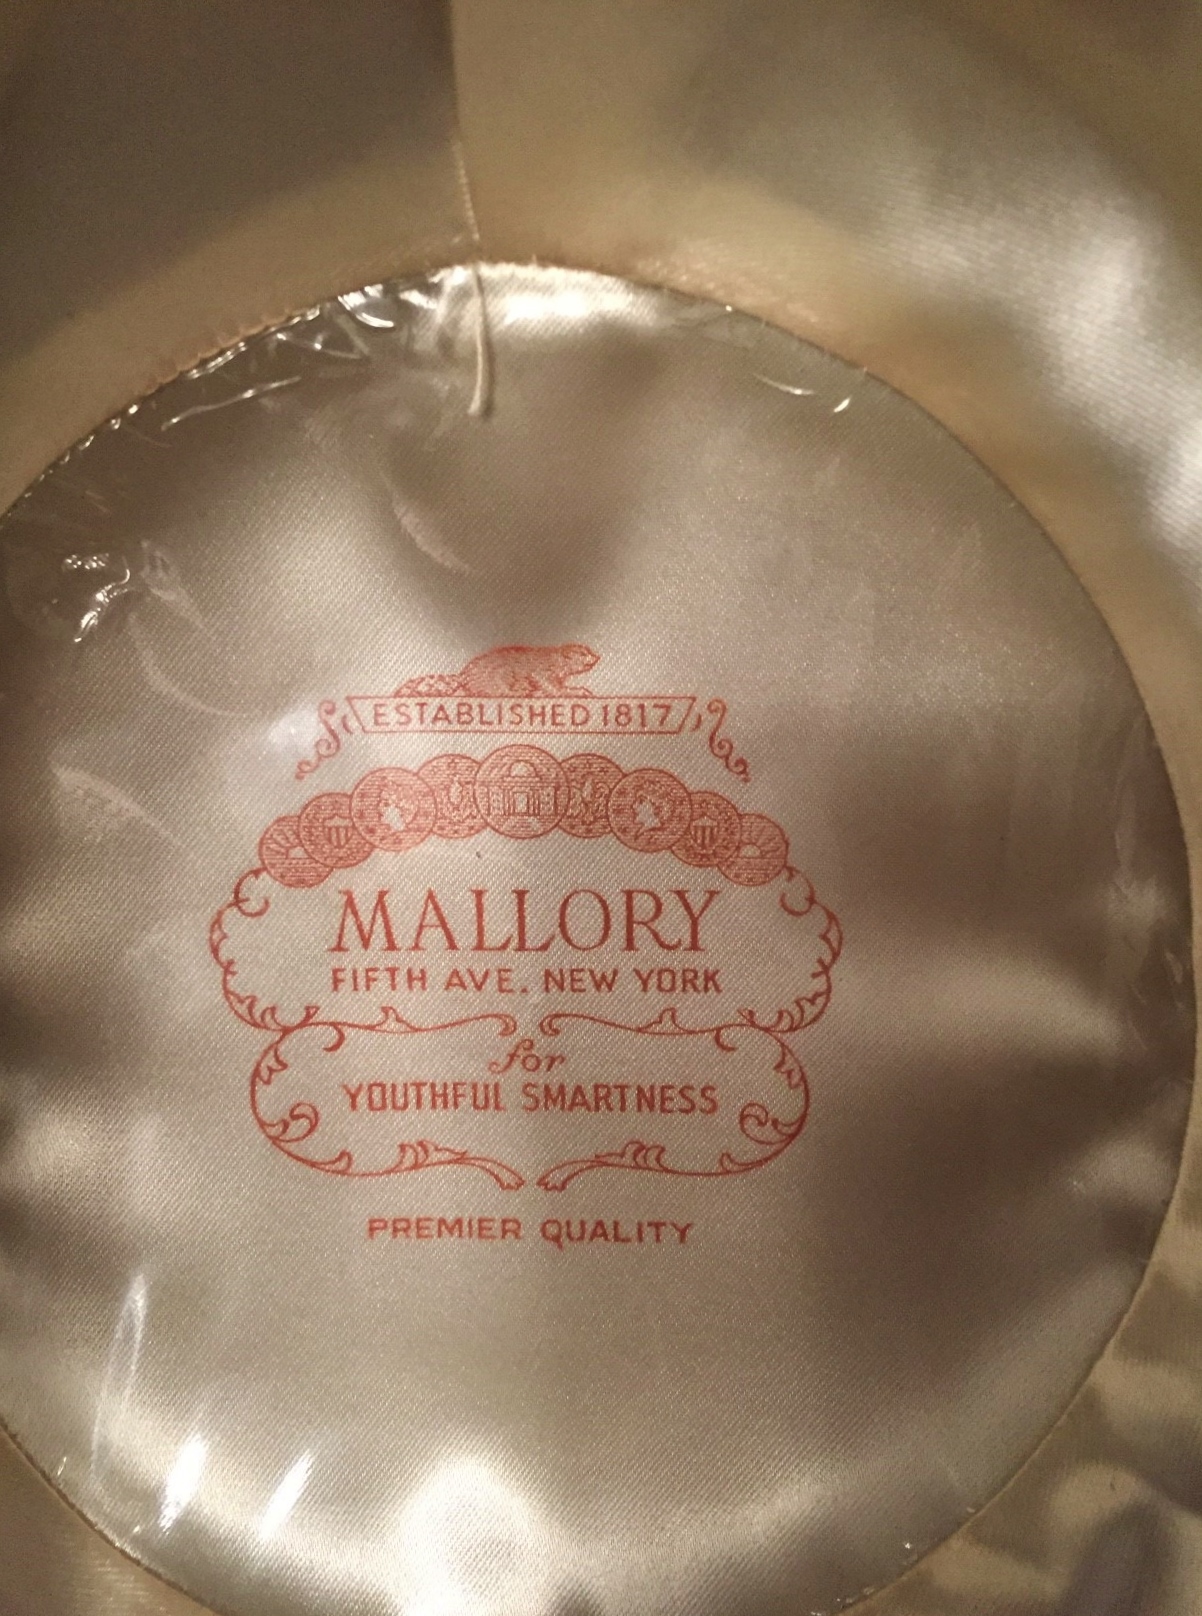 ESTABLISHED 1817
MALLORY
FIFTH AVE. NEW YORK
for
YOUTHFUL SMARTNESS
PREMIER QUALITY